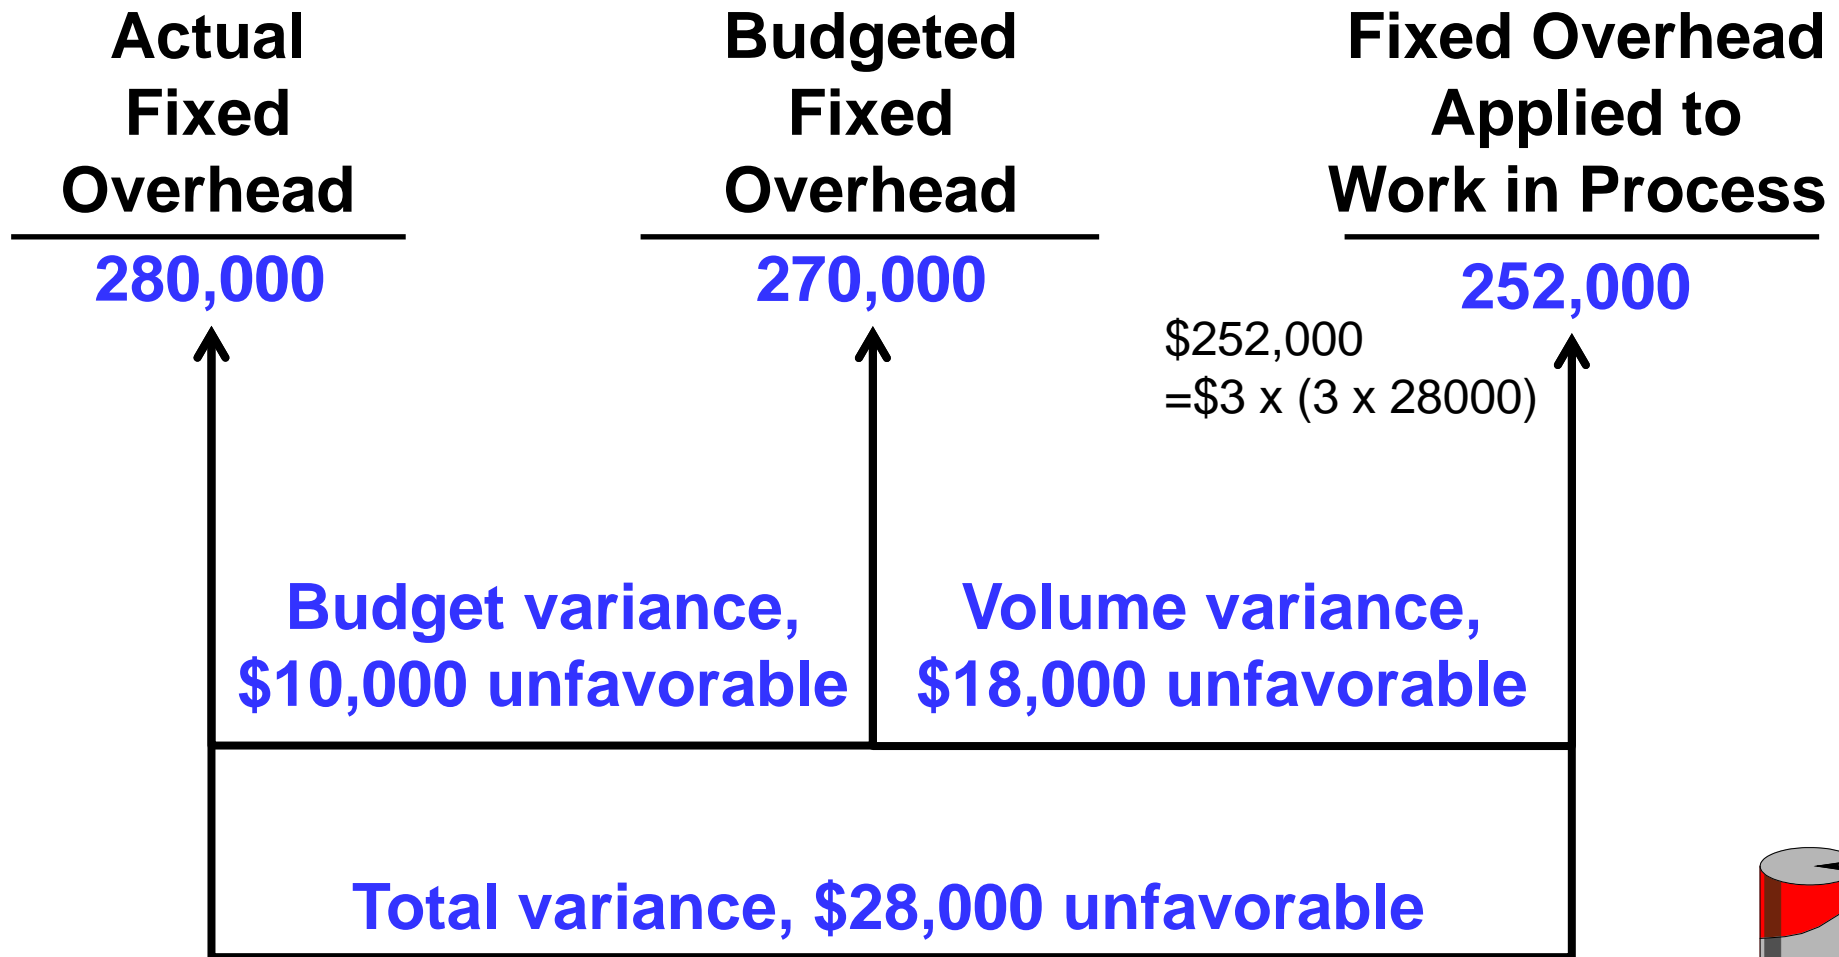 Actual
Fixed
Overhead
280,000
Budgeted
Fixed
Overhead
270,000
Fixed Overhead
Applied to
Work in Process
252,000
$252,000
=$3 x (3 x 28000)
Budget variance,
$10,000 unfavorable
Volume variance,
$18,000 unfavorable
Total variance, $28,000 unfavorable